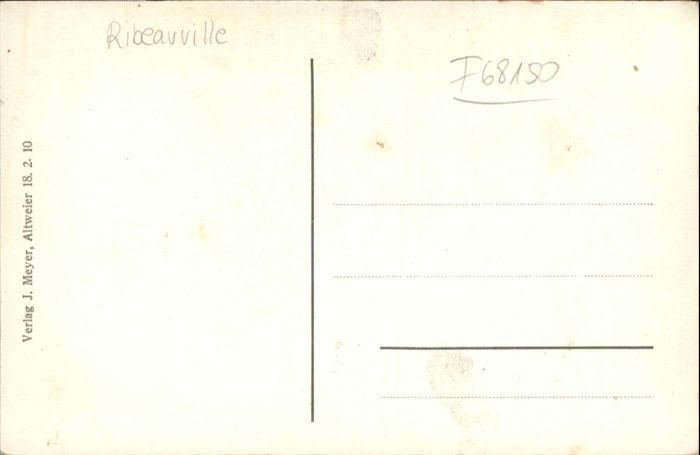 Ribeauville
F68150
Verlag J. Meyer, Altweier 18. 2. 10